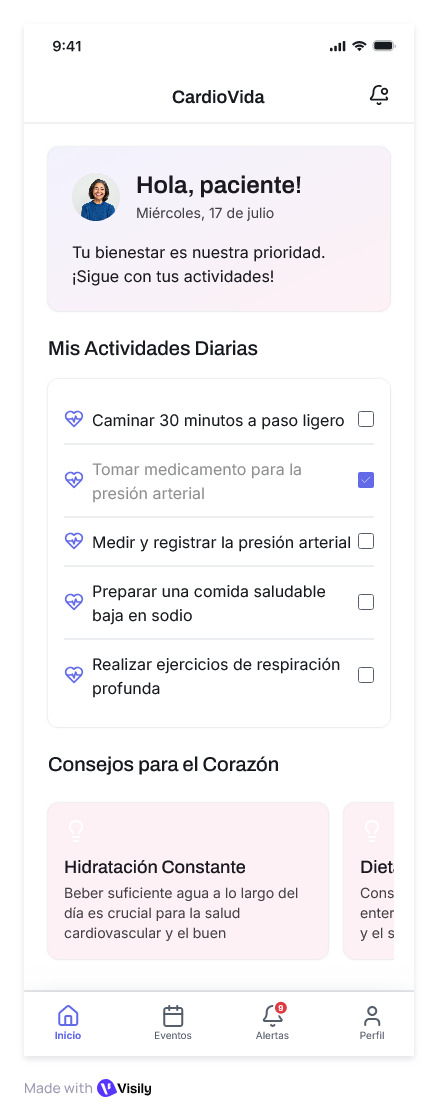 9:41
CardioVida
Hola, paciente!
Miércoles, 17 de julio
Tu bienestar es nuestra prioridad.
¡Sigue con tus actividades!
Mis Actividades Diarias
Caminar 30 minutos a paso ligero
Tomar medicamento para la
presión arterial
Medir y registrar la presión arterial
Preparar una comida saludable
baja en sodio
Realizar ejercicios de respiración
profunda
Consejos para el Corazón
Hidratación Constante
Beber suficiente agua a lo largo del
día es crucial para la salud
cardiovascular y el buen
Diet
Cons
enter
y el s
Inicio
Eventos
9
Alertas
Perfil
Made with Visily